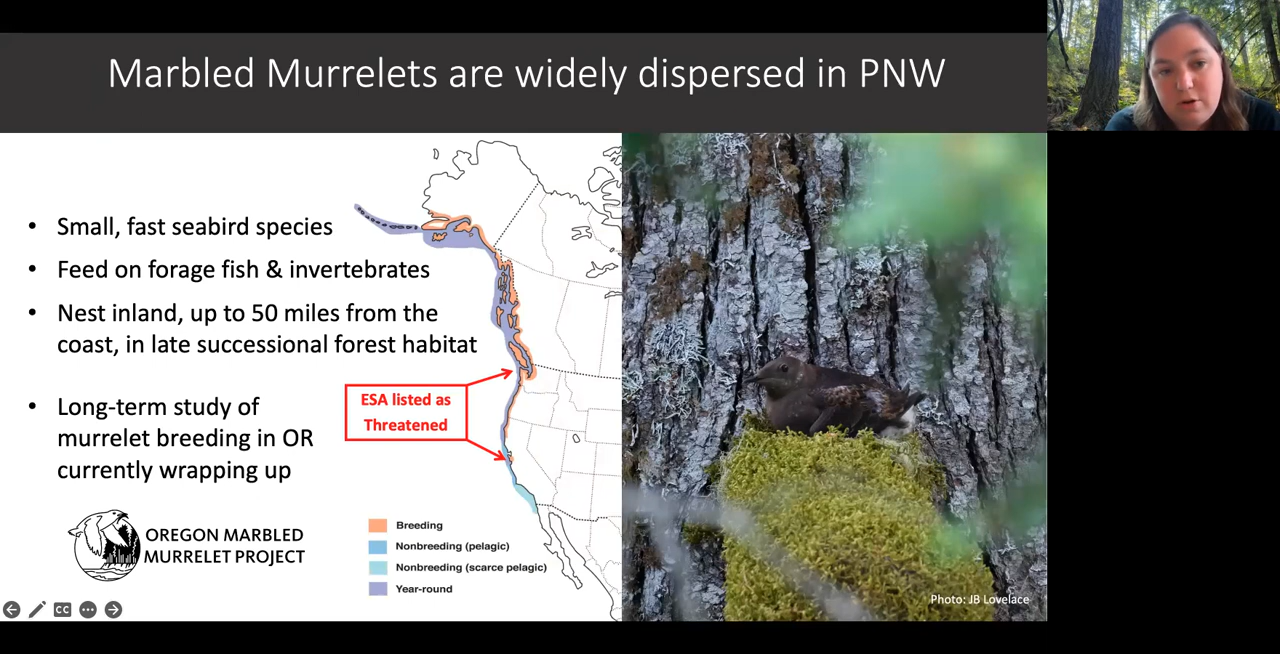 Marbled Murrelets are widely dispersed in PNW
• Small, fast seabird species
• Feed on forage fish & invertebrates
• Nest inland, up to 50 miles from the
coast, in late successional forest habitat
• Long-term study of
murrelet breeding in OR
currently wrapping up
OREGON MARBLED
MURRELET PROJECT
ESA listed as
Threatened
Breeding
Nonbreeding (pelagic)
Nonbreeding (scarce pelagic)
Year-round
Photo: JB Lovelace
CC